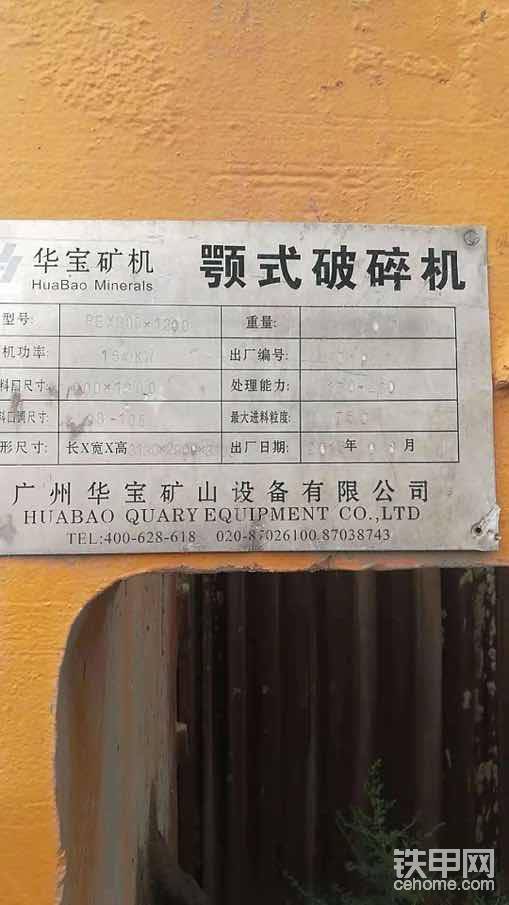 华宝矿机 颚式破碎机
HuaBao Minerals
型号: 重量:
机功率: 出厂编号:
料口尺寸: 处理能力:
料口调尺寸: 最大进料粒度: 750
形尺寸: 长X宽X高 出厂日期: 年 月
广州华宝矿山设备有限公司
HUABAO QUARY EQUIPMENT CO.,LTD
TEL:400-628-618 020-87026100.87038743
铁甲网
cehome.com